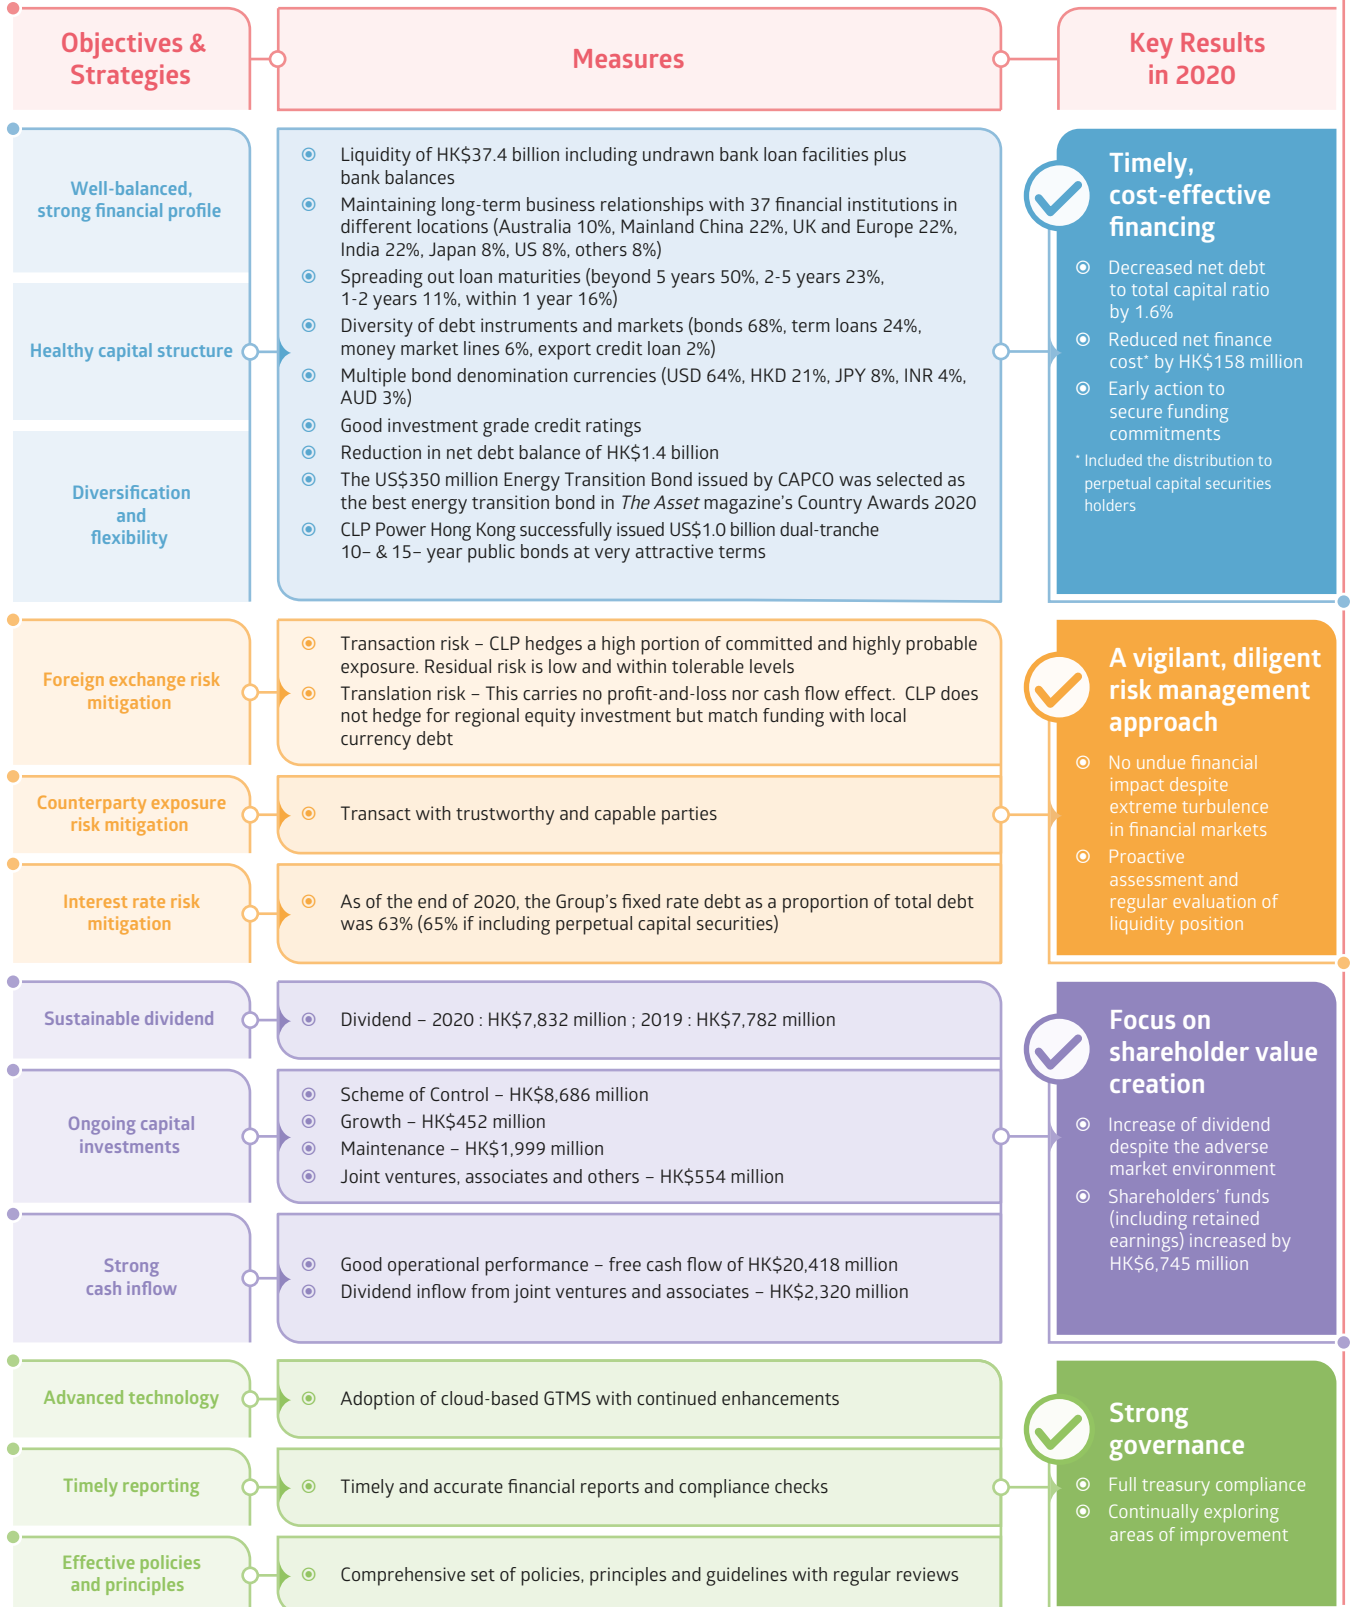 Objectives &
Strategies
Measures
Key Results
in 2020
Well-balanced,
strong financial profile
Healthy capital structure
Diversification
and
flexibility
Liquidity of HK$37.4 billion including undrawn bank loan facilities plus
bank balances
Maintaining long-term business relationships with 37 financial institutions in
different locations (Australia 10%, Mainland China 22%, UK and Europe 22%,
India 22%, Japan 8%, US 8%, others 8%)
Spreading out loan maturities (beyond 5 years 50%, 2-5 years 23%,
1-2 years 11%, within 1 year 16%)
Diversity of debt instruments and markets (bonds 68%, term loans 24%,
money market lines 6%, export credit loan 2%)
Multiple bond denomination currencies (USD 64%, HKD 21%, JPY 8%, INR 4%,
AUD 3%)
Good investment grade credit ratings
Reduction in net debt balance of HK$1.4 billion
The US$350 million Energy Transition Bond issued by CAPCO was selected as
the best energy transition bond in The Asset magazine's Country Awards 2020
CLP Power Hong Kong successfully issued US$1.0 billion dual-tranche
10– & 15– year public bonds at very attractive terms
Timely,
cost-effective
financing
Decreased net debt
to total capital ratio
by 1.6%
Reduced net finance
cost* by HK$158 million
Early action to
secure funding
commitments
* Included the distribution to
perpetual capital securities
holders
Foreign exchange risk
mitigation
Transaction risk – CLP hedges a high portion of committed and highly probable
exposure. Residual risk is low and within tolerable levels
Translation risk – This carries no profit-and-loss nor cash flow effect. CLP does
not hedge for regional equity investment but match funding with local
currency debt
Counterparty exposure
risk mitigation
Transact with trustworthy and capable parties
Interest rate risk
mitigation
As of the end of 2020, the Group's fixed rate debt as a proportion of total debt
was 63% (65% if including perpetual capital securities)
A vigilant, diligent
risk management
approach
No undue financial
impact despite
extreme turbulence
in financial markets
Proactive
assessment and
regular evaluation of
liquidity position
Sustainable dividend
Dividend – 2020 : HK$7,832 million ; 2019 : HK$7,782 million
Ongoing capital
investments
Scheme of Control – HK$8,686 million
Growth – HK$452 million
Maintenance – HK$1,999 million
Joint ventures, associates and others – HK$554 million
Strong
cash inflow
Good operational performance – free cash flow of HK$20,418 million
Dividend inflow from joint ventures and associates – HK$2,320 million
Focus on
shareholder value
creation
Increase of dividend
despite the adverse
market environment
Shareholders' funds
(including retained
earnings) increased by
HK$6,745 million
Advanced technology
Adoption of cloud-based GTMS with continued enhancements
Timely reporting
Timely and accurate financial reports and compliance checks
Effective policies
and principles
Comprehensive set of policies, principles and guidelines with regular reviews
Strong
governance
Full treasury compliance
Continually exploring
areas of improvement